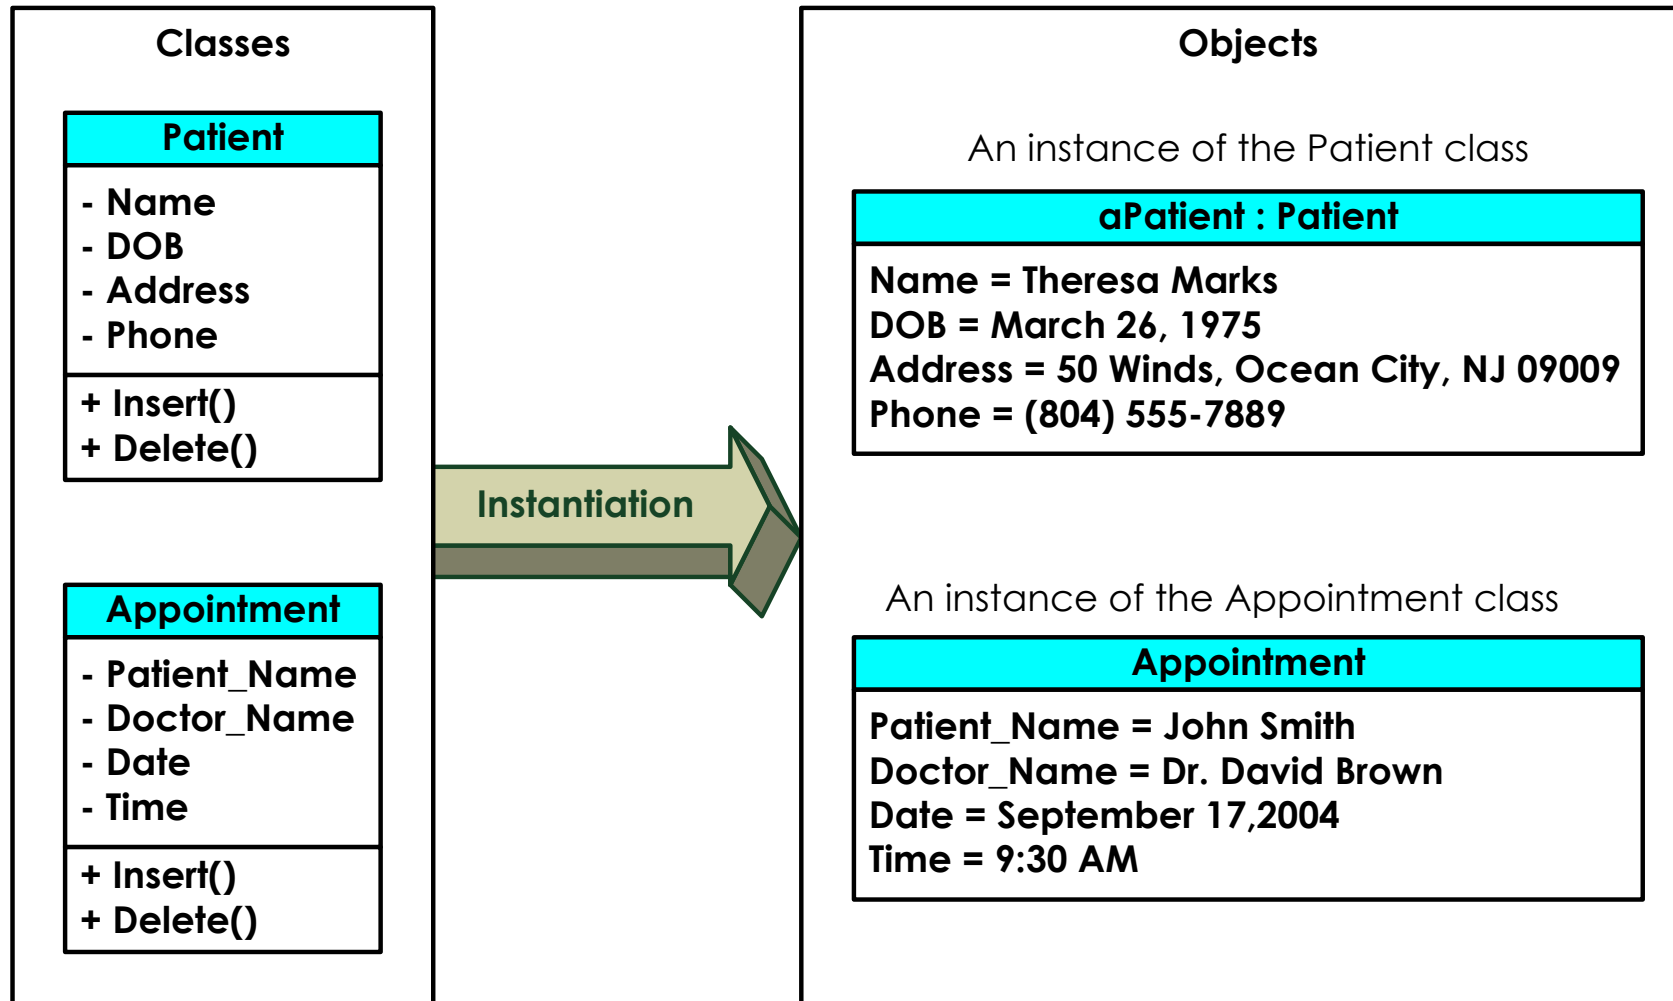 Classes
Patient
- Name
- DOB
- Address
- Phone
+ Insert()
+ Delete()
Appointment
- Patient_Name
- Doctor_Name
- Date
- Time
+ Insert()
+ Delete()
Instantiation
Objects
An instance of the Patient class
aPatient : Patient
Name = Theresa Marks
DOB = March 26, 1975
Address = 50 Winds, Ocean City, NJ 09009
Phone = (804) 555-7889
An instance of the Appointment class
Appointment
Patient_Name = John Smith
Doctor_Name = Dr. David Brown
Date = September 17,2004
Time = 9:30 AM